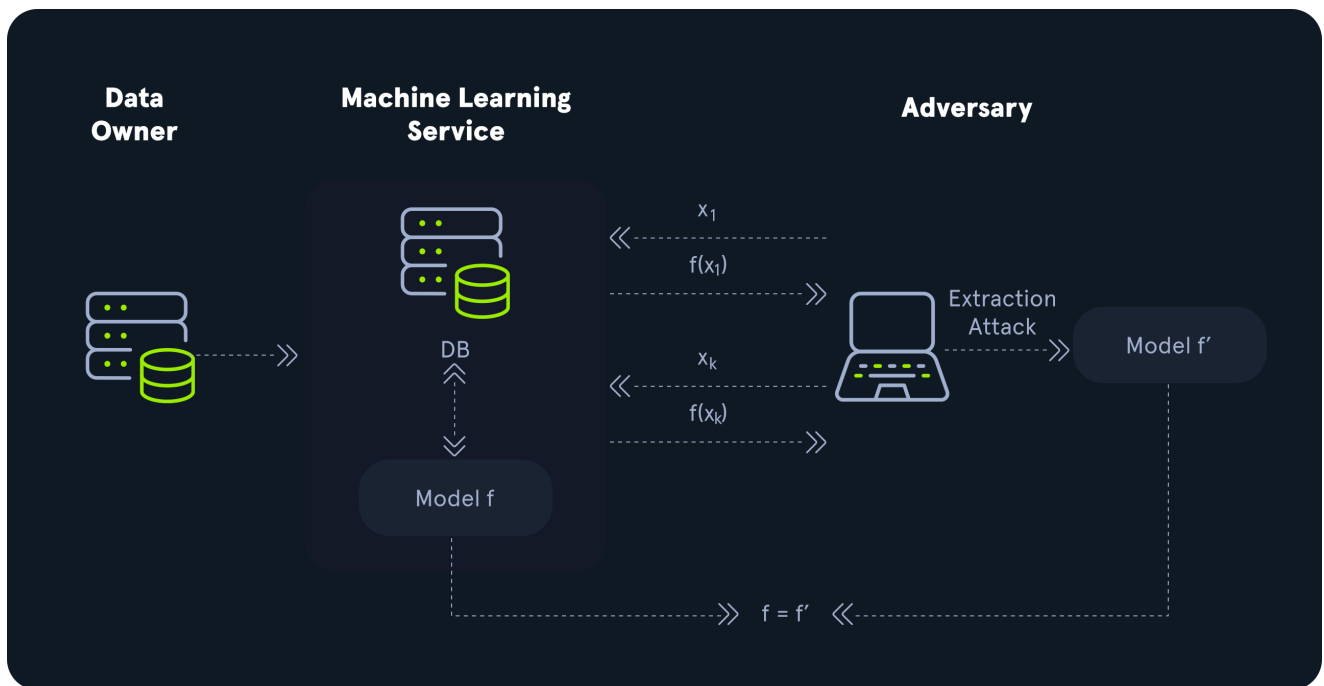 Data
Owner
Machine Learning
Service
Adversary
x₁
f(x₁)
Extraction
Attack
Model f′
DB
xₖ
f(xₖ)
Model f
f = f′